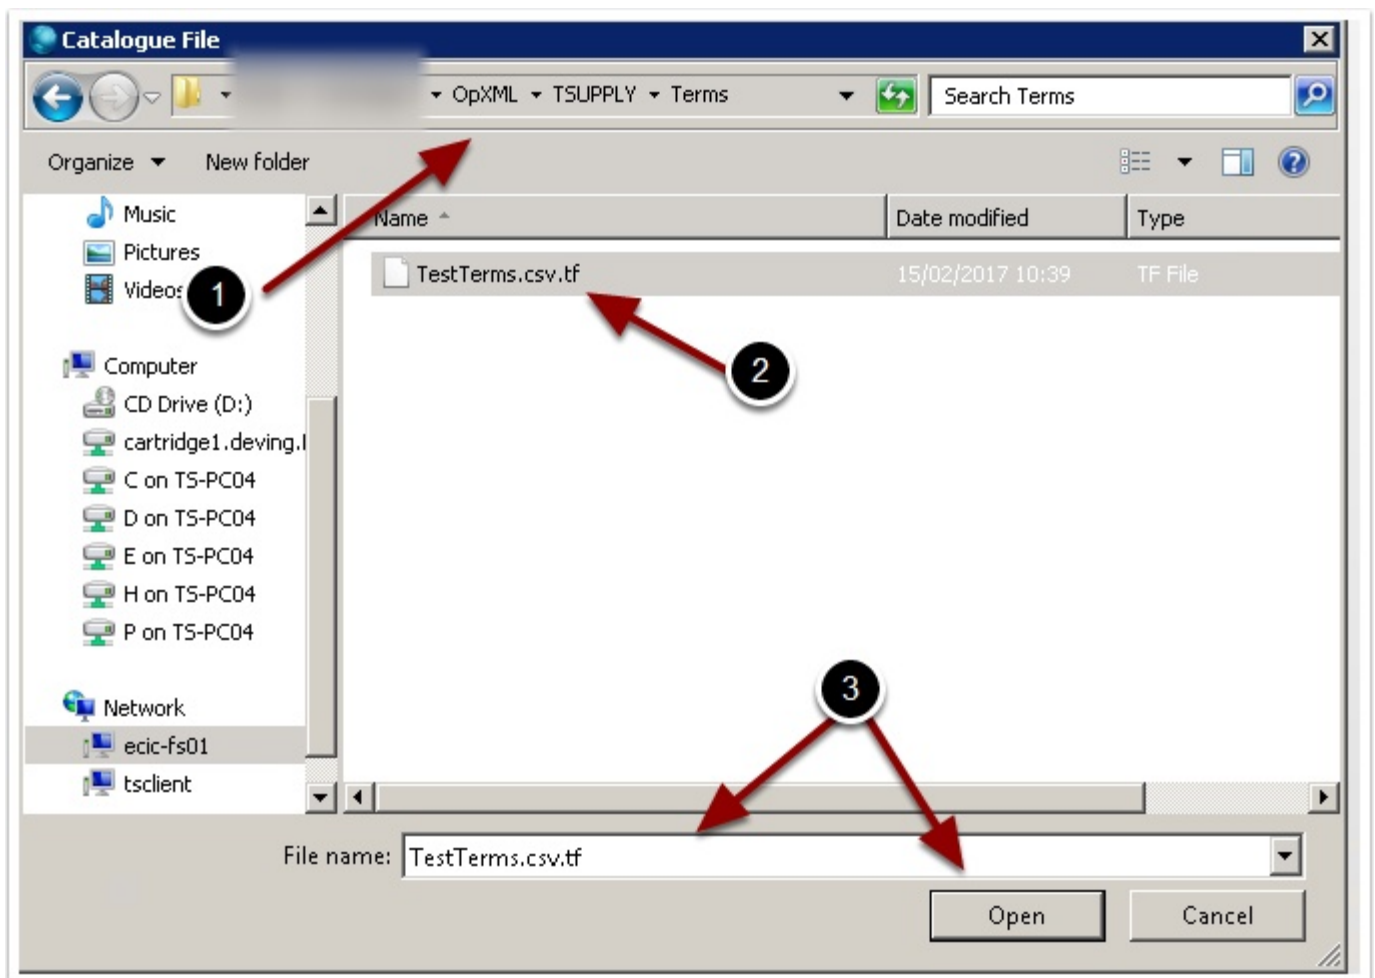 Catalogue File
OpXML TSUPPLY Terms Search Terms
Organize New folder
Music Name Date modified Type
Pictures
TestTerms.csv.tf 15/02/2017 10:39 TF File
Videos 1
2
Computer
CD Drive (D:)
cartridge1.deving.
C on TS-PC04
D on TS-PC04
E on TS-PC04
H on TS-PC04
P on TS-PC04
3
Network
ecic-fs01
tsclient
File name: TestTerms.csv.tf
Open Cancel